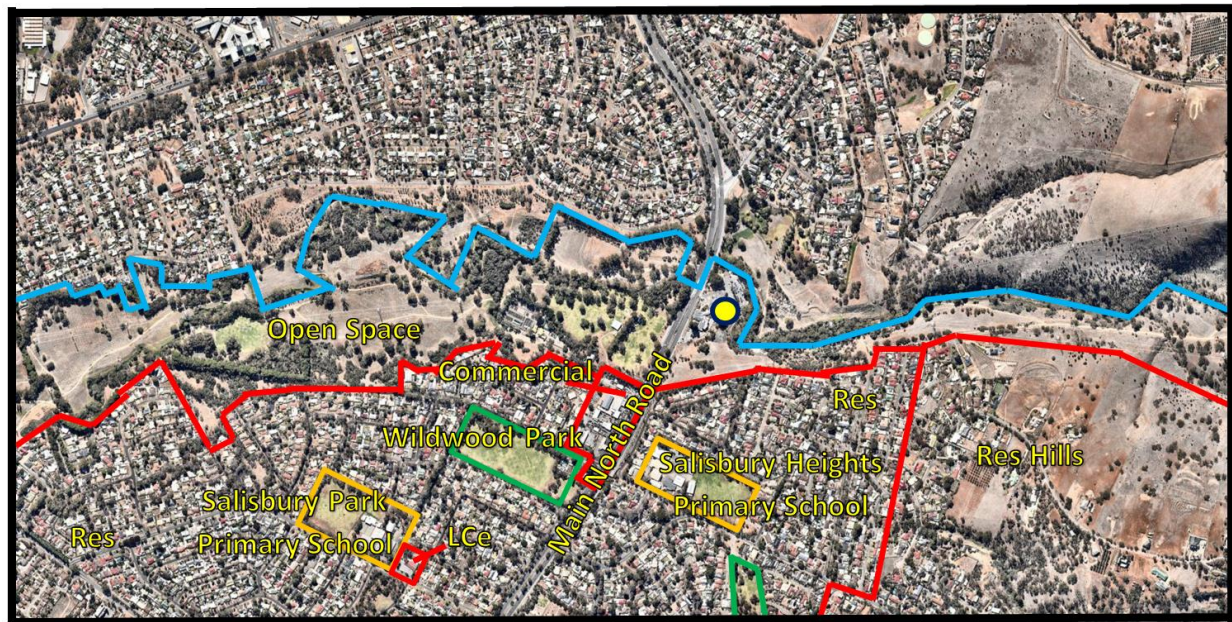 Open Space
Commercial
Res
Wildwood Park
Main North Road
Res Hills
Salisbury Heights
Primary School
Salisbury Park
Primary School
Res
LCe